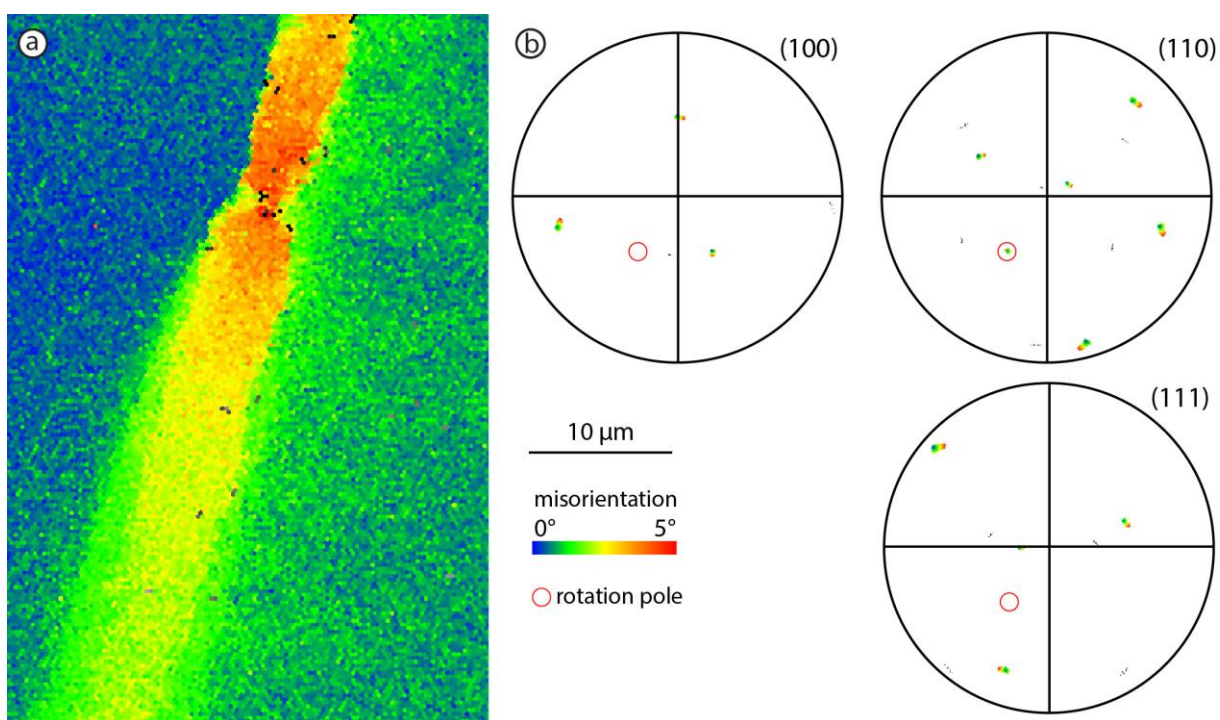 a
b
(100)
(110)
(111)
10 µm
misorientation
0° 5°
rotation pole